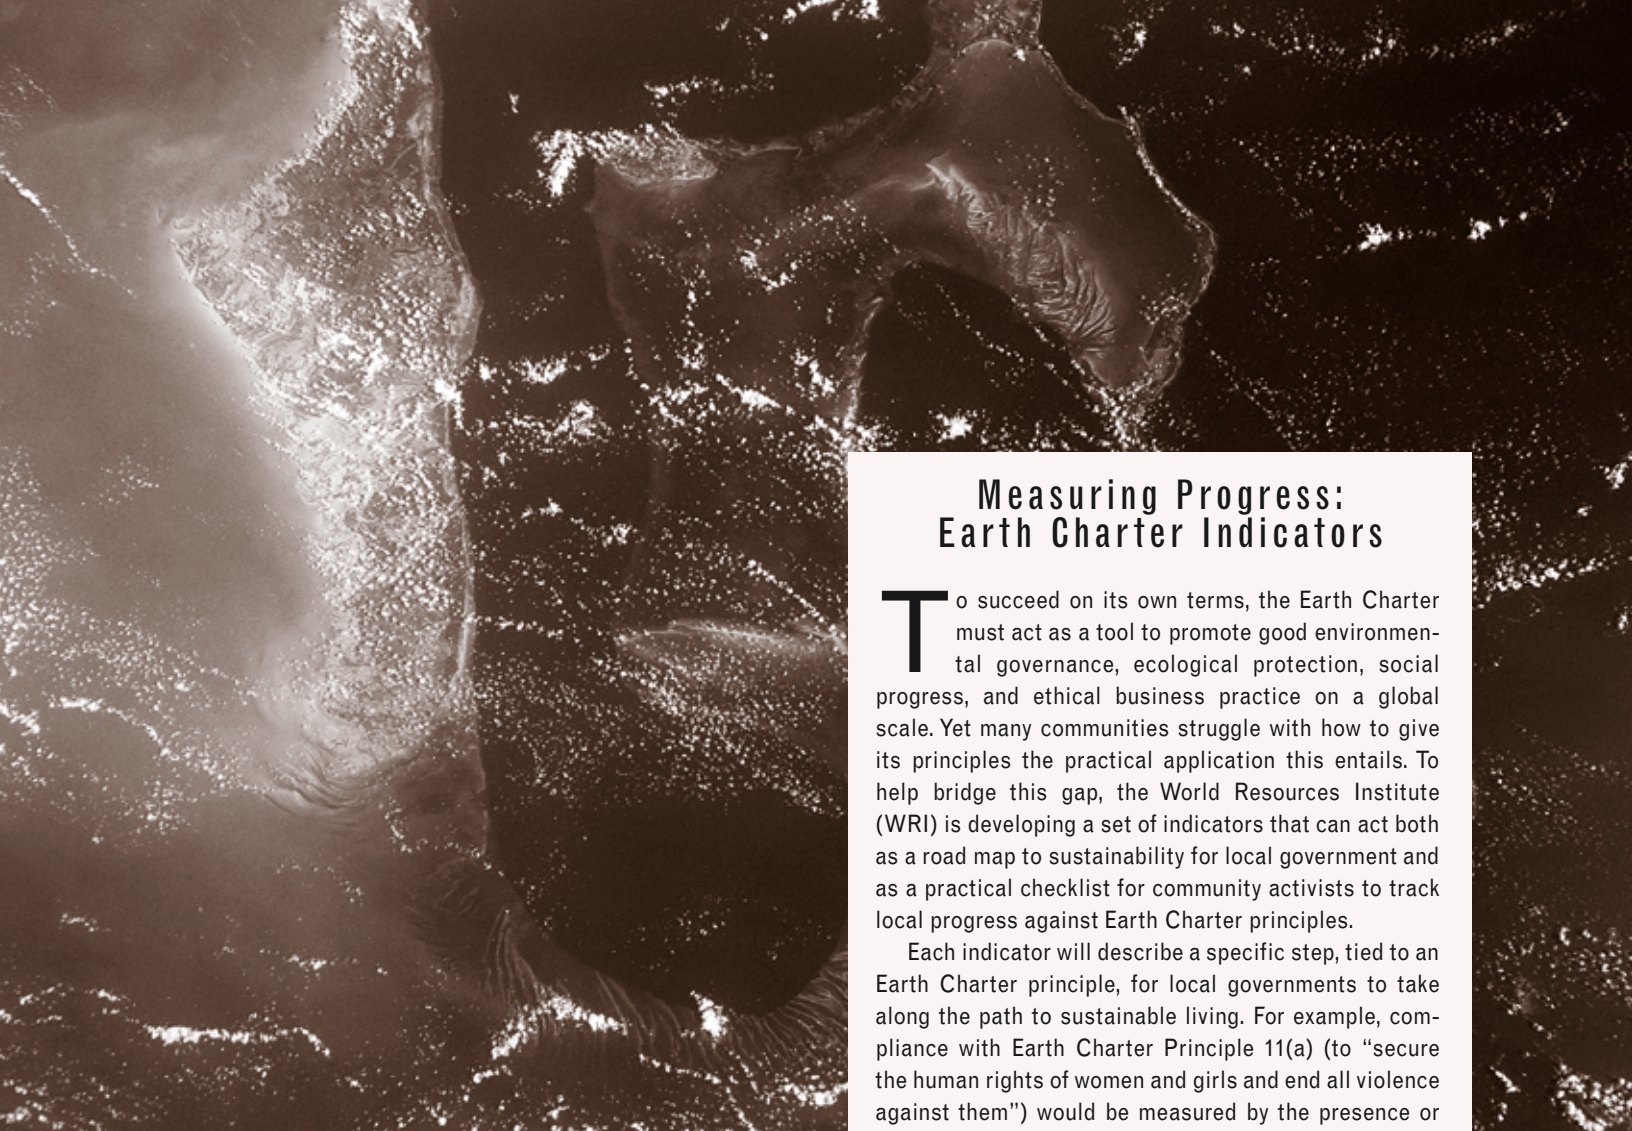 Measuring Progress:
Earth Charter Indicators
To succeed on its own terms, the Earth Charter
must act as a tool to promote good environmen-
tal governance, ecological protection, social
progress, and ethical business practice on a global
scale. Yet many communities struggle with how to give
its principles the practical application this entails. To
help bridge this gap, the World Resources Institute
(WRI) is developing a set of indicators that can act both
as a road map to sustainability for local government and
as a practical checklist for community activists to track
local progress against Earth Charter principles.
Each indicator will describe a specific step, tied to an
Earth Charter principle, for local governments to take
along the path to sustainable living. For example, com-
pliance with Earth Charter Principle 11(a) (to “secure
the human rights of women and girls and end all violence
against them”) would be measured by the presence or